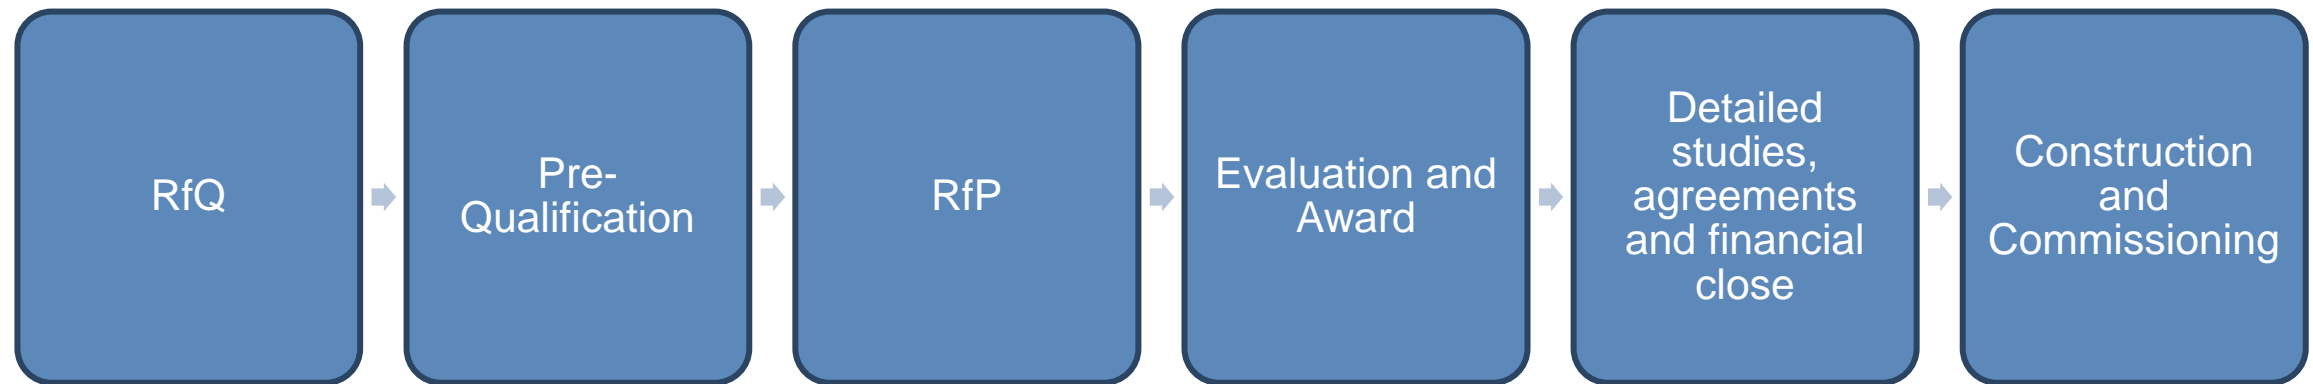 RfQ
Pre-
Qualification
RfP
Evaluation and
Award
Detailed
studies,
agreements
and financial
close
Construction
and
Commissioning